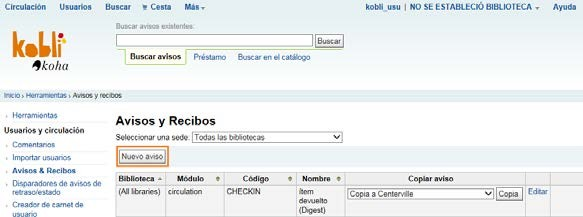 Circulación Usuarios Buscar Cesta Más kobli_usu | NO SE ESTABLECIÓ BIBLIOTECA Ayuda
Buscar avisos existentes:
Buscar
kobli
koha
Buscar avisos Préstamo Buscar en el catálogo
Inicio › Herramientas › Avisos y recibos
Herramientas
Usuarios y circulación
Comentarios
Importar usuarios
Avisos & Recibos
Disparadores de avisos de
retraso/estado
Creador de carnet de
usuario
Avisos y Recibos
Seleccionar una sede: Todas las bibliotecas
Nuevo aviso
Biblioteca Módulo Código Nombre Copiar aviso
(All libraries) circulation CHECKIN ítem
devuelto
(Digest) Copia a Centerville Copia Editar